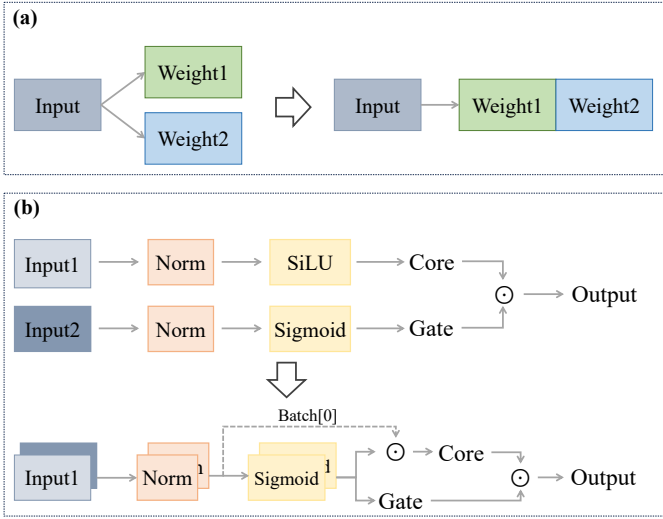 (a)
Input
Weight1
Weight2
Input
Weight1 Weight2
(b)
Input1 Norm SiLU Core
Input2 Norm Sigmoid Gate
Output
Batch[0]
Input1 Norm m Sigmoid d
Core
Gate
Output